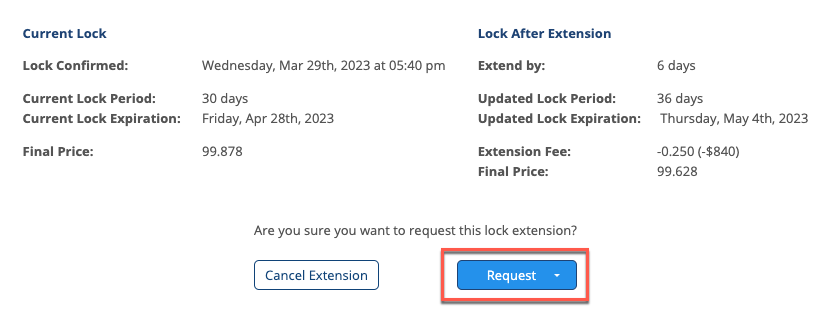 Current Lock
Lock Confirmed: Wednesday, Mar 29th, 2023 at 05:40 pm
Current Lock Period: 30 days
Current Lock Expiration: Friday, Apr 28th, 2023
Final Price: 99.878
Lock After Extension
Extend by: 6 days
Updated Lock Period: 36 days
Updated Lock Expiration: Thursday, May 4th, 2023
Extension Fee: -0.250 (-$840)
Final Price: 99.628
Are you sure you want to request this lock extension?
Cancel Extension
Request